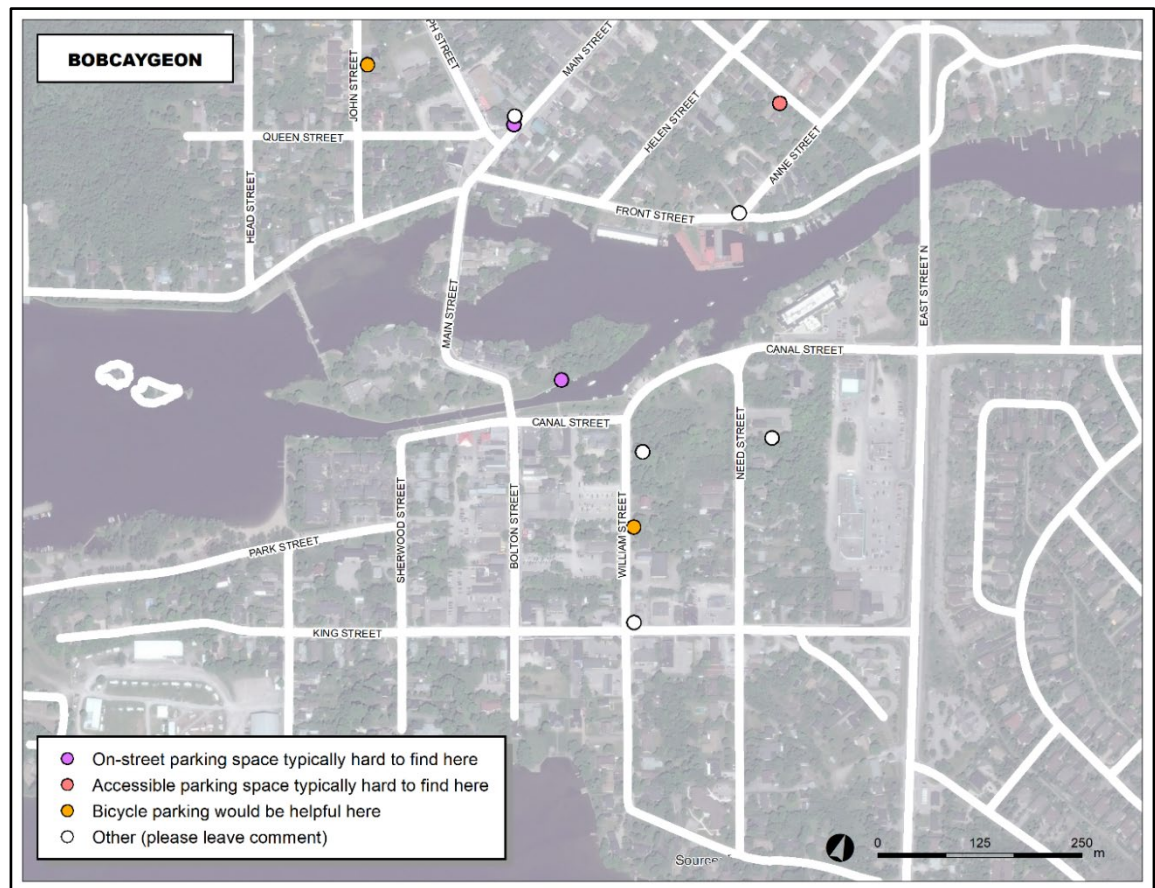 BOBCAYGEON
PH STREET
MAIN STREET
JOHN STREET
QUEEN STREET
HELEN STREET
ANNE STREET
HEAD STREET
FRONT STREET
EAST STREET N
MAIN STREET
CANAL STREET
CANAL STREET
NEED STREET
SHERWOOD STREET
BOLTON STREET
WILLIAM STREET
PARK STREET
KING STREET
On-street parking space typically hard to find here
Accessible parking space typically hard to find here
Bicycle parking would be helpful here
Other (please leave comment)
0 125 250
m
Source